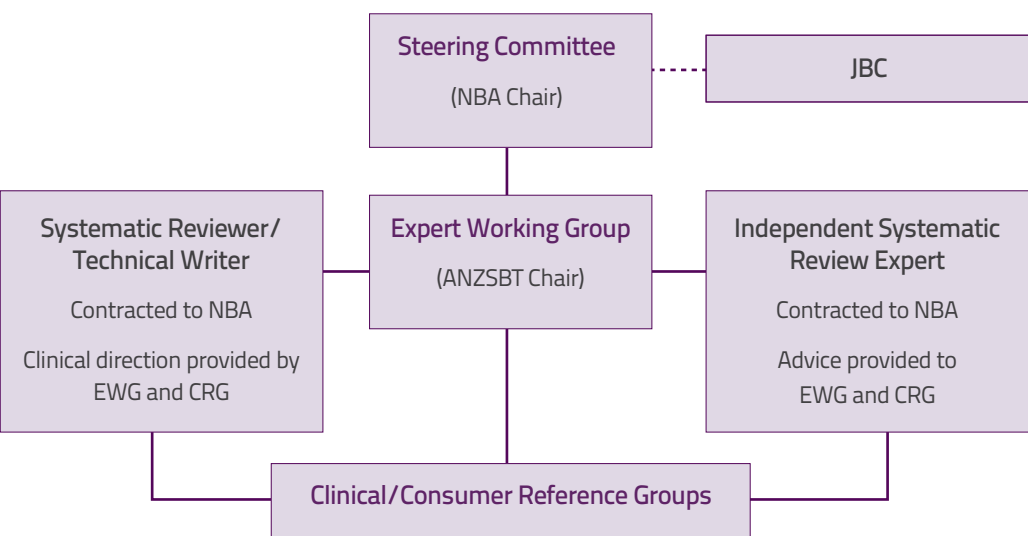 Steering Committee
(NBA Chair)
JBC
Systematic Reviewer/
Technical Writer
Contracted to NBA
Clinical direction provided by
EWG and CRG
Expert Working Group
(ANZSBT Chair)
Independent Systematic
Review Expert
Contracted to NBA
Advice provided to
EWG and CRG
Clinical/Consumer Reference Groups